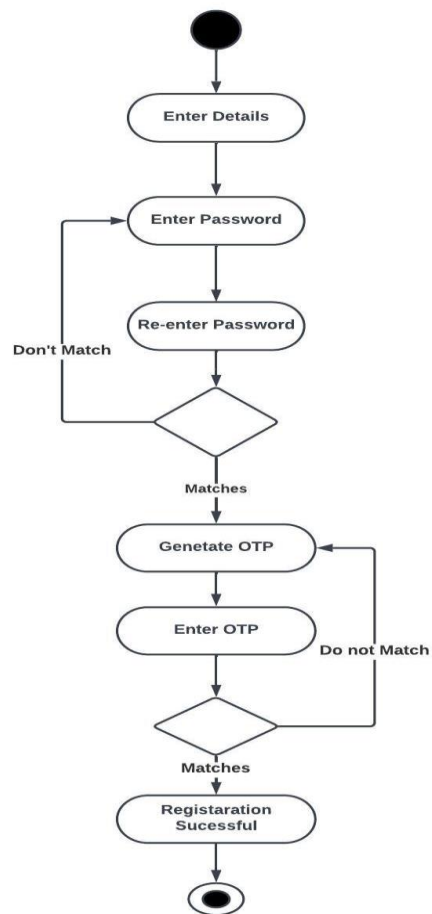 Enter Details
Enter Password
Re-enter Password
Don't Match
Matches
Genetate OTP
Enter OTP
Do not Match
Matches
Registaration
Sucessful